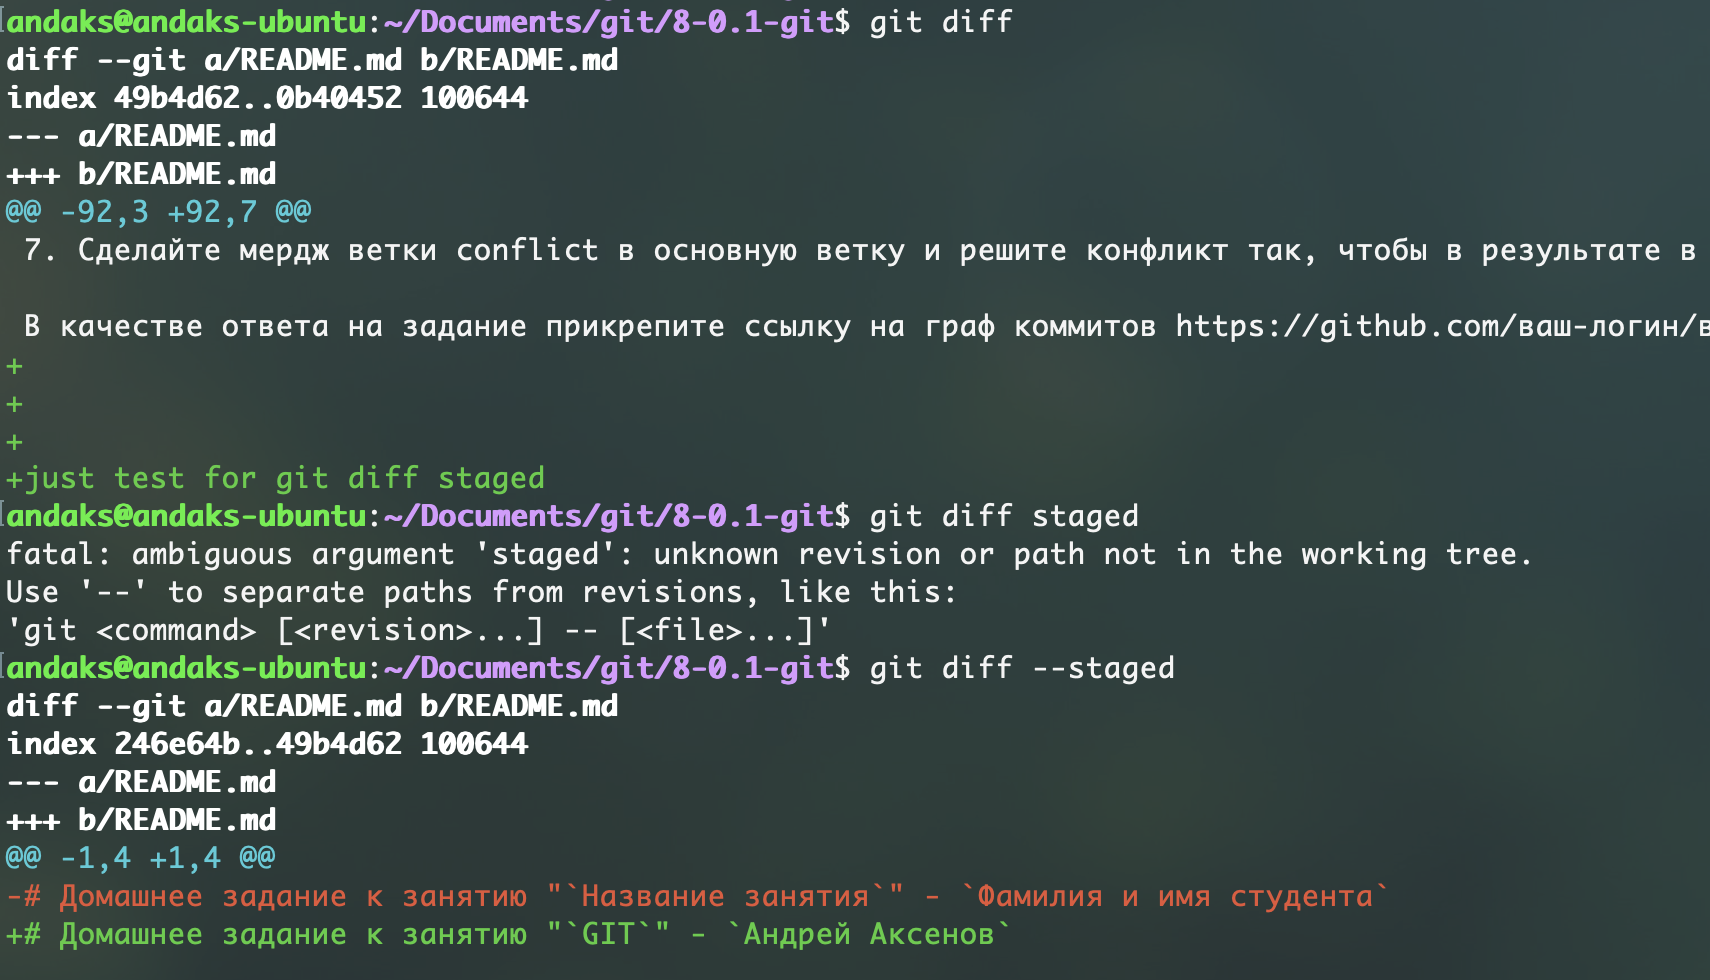 andaks@andaks-ubuntu:~/Documents/git/8-0.1-git$ git diff
diff --git a/README.md b/README.md
index 49b4d62..0b40452 100644
--- a/README.md
+++ b/README.md
@@ -92,3 +92,7 @@
 7. Сделайте мердж ветки conflict в основную ветку и решите конфликт так, чтобы в результате в
 В качестве ответа на задание прикрепите ссылку на граф коммитов https://github.com/ваш-логин/в
+
+
+
+just test for git diff staged
andaks@andaks-ubuntu:~/Documents/git/8-0.1-git$ git diff staged
fatal: ambiguous argument 'staged': unknown revision or path not in the working tree.
Use '--' to separate paths from revisions, like this:
'git <command> [<revision>...] -- [<file>...]'
andaks@andaks-ubuntu:~/Documents/git/8-0.1-git$ git diff --staged
diff --git a/README.md b/README.md
index 246e64b..49b4d62 100644
--- a/README.md
+++ b/README.md
@@ -1,4 +1,4 @@
-# Домашнее задание к занятию "`Название занятия`" - `Фамилия и имя студента`
+# Домашнее задание к занятию "`GIT`" - `Андрей Аксенов`